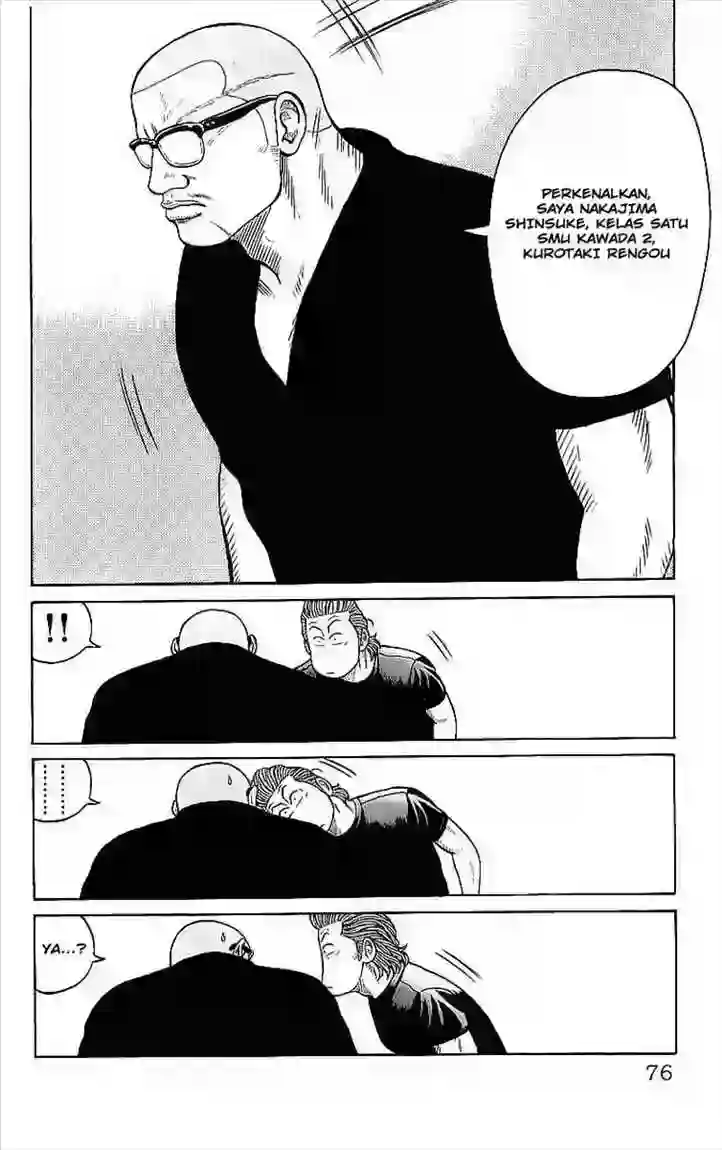 PERKENALKAN,
SAYA NAKAJIMA
SHINSUKE, KELAS SATU
SMU KAWADA 2,
KUROTAKI RENGOU
!!
YA...?
76